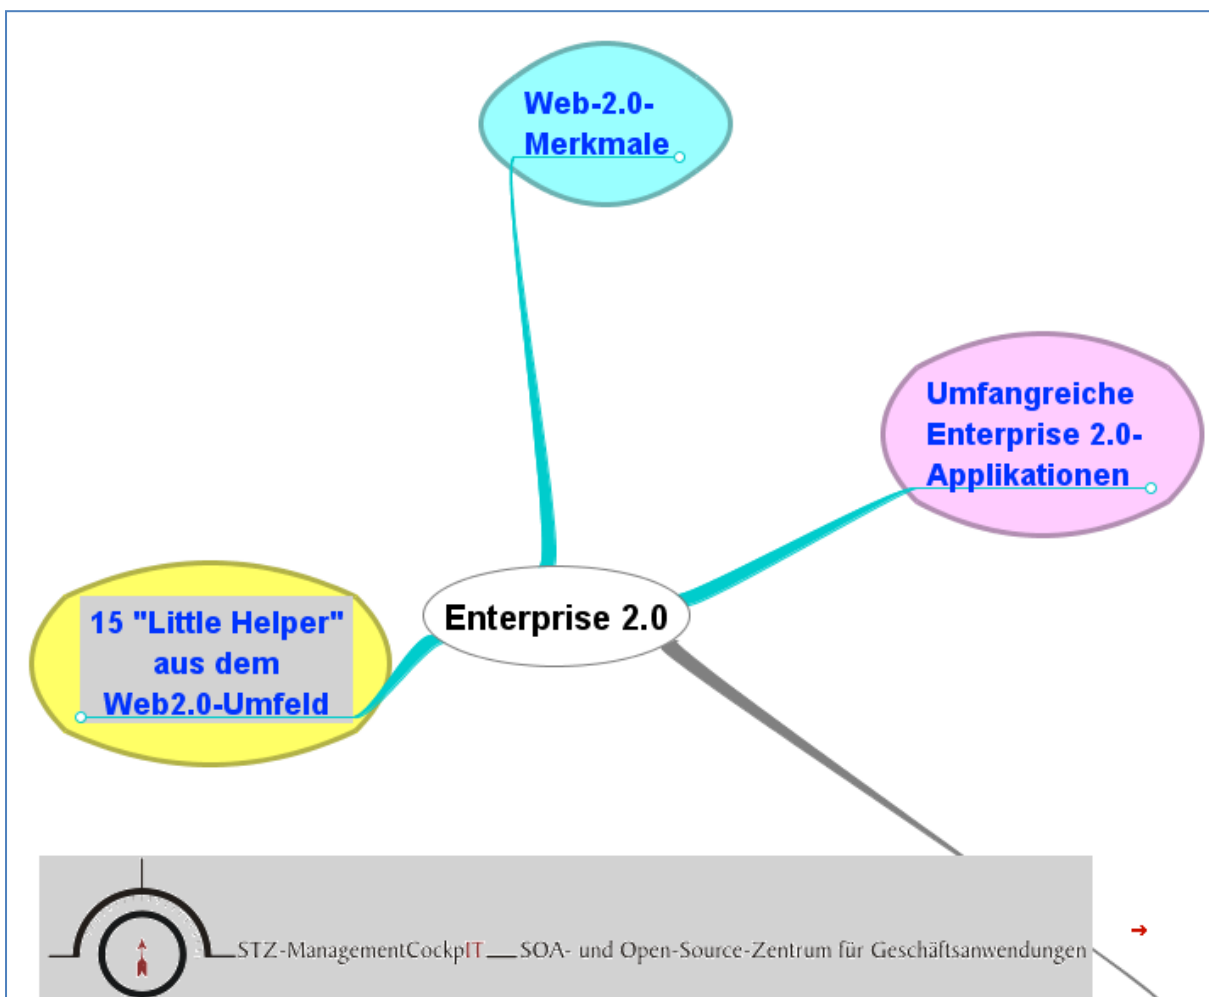 Web-2.0-
Merkmale
Umfangreiche
Enterprise 2.0-
Applikationen
Enterprise 2.0
15 "Little Helper"
aus dem
Web2.0-Umfeld
STZ-ManagementCockpIT SOA- und Open-Source-Zentrum für Geschäftsanwendungen